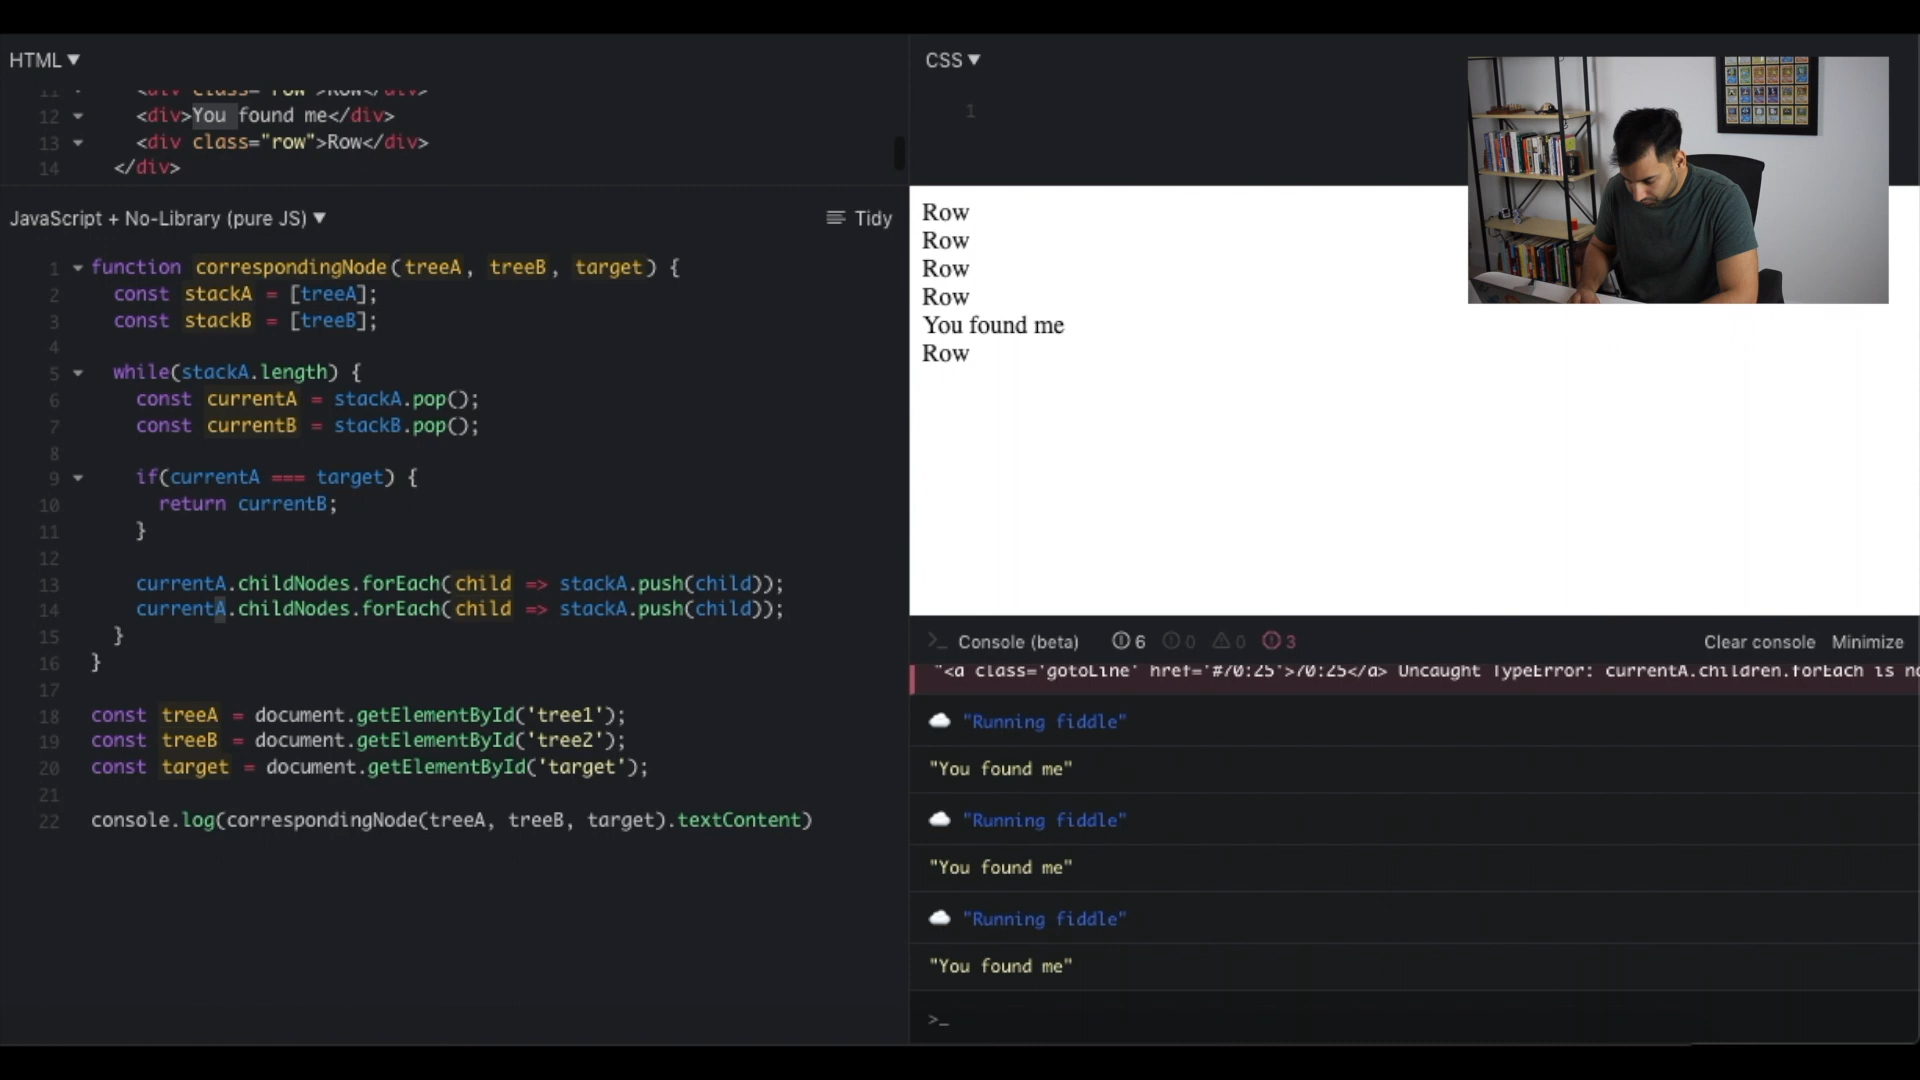 HTML ▼
11 <div class="row">Row</div>
12 <div>You found me</div>
13 <div class="row">Row</div>
14 </div>
JavaScript + No-Library (pure JS) ▼
Tidy
1 function correspondingNode(treeA, treeB, target) {
2 const stackA = [treeA];
3 const stackB = [treeB];
4
5 while(stackA.length) {
6 const currentA = stackA.pop();
7 const currentB = stackB.pop();
8
9 if(currentA === target) {
10 return currentB;
11 }
12
13 currentA.childNodes.forEach(child => stackA.push(child));
14 currentA.childNodes.forEach(child => stackA.push(child));
15 }
16 }
17
18 const treeA = document.getElementById('tree1');
19 const treeB = document.getElementById('tree2');
20 const target = document.getElementById('target');
21
22 console.log(correspondingNode(treeA, treeB, target).textContent)
CSS ▼
1
Row
Row
Row
Row
You found me
Row
>_ Console (beta) 6 0 0 3 Clear console Minimize
"<a class='gotoLine' href='#70:25'>70:25</a> Uncaught TypeError: currentA.children.forEach is
"Running fiddle"
"You found me"
"Running fiddle"
"You found me"
"Running fiddle"
"You found me"
>_